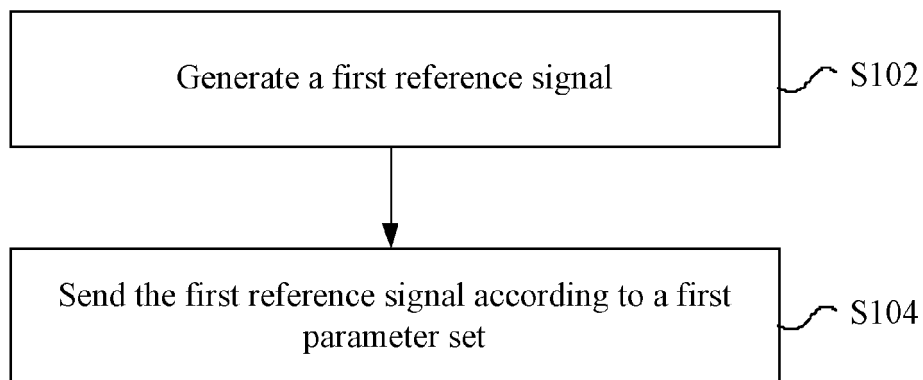 Generate a first reference signal
S102
Send the first reference signal according to a first
parameter set
S104